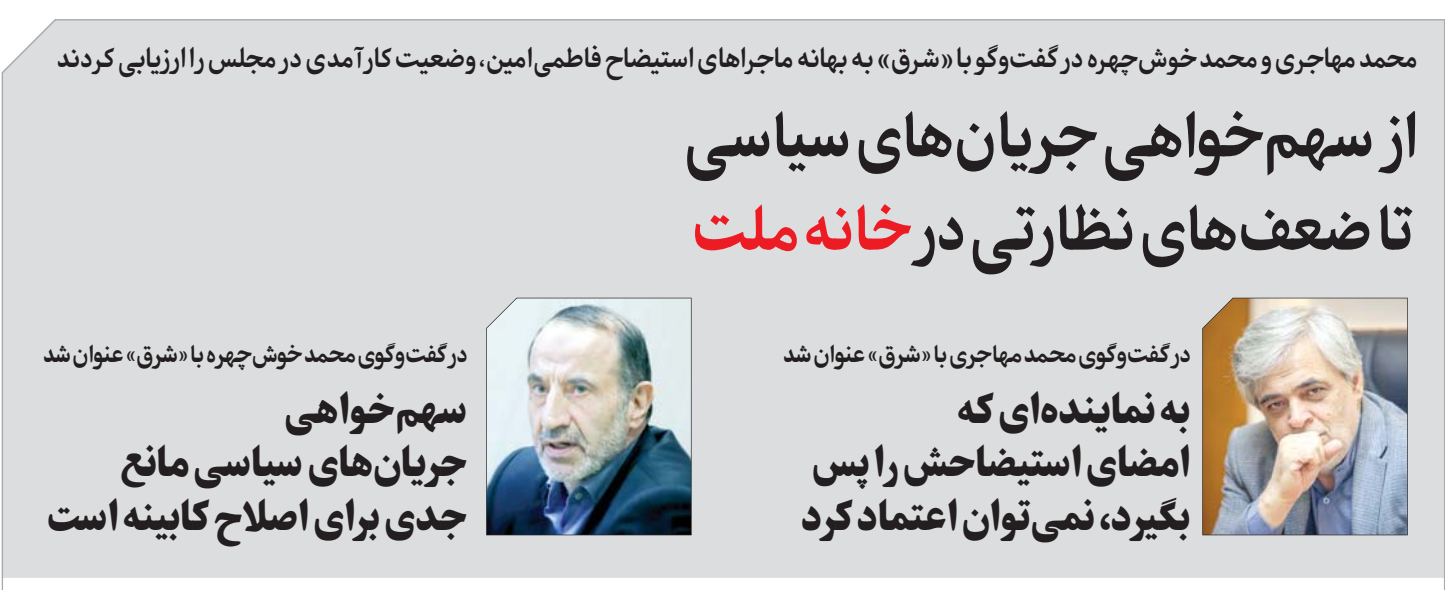 محمد مهاجری و محمد خوش‌چهره در گفت‌وگو با «شرق» به بهانه ماجراهای استیضاح فاطمی‌امین، وضعیت کارآمدی در مجلس را ارزیابی کردند
از سهم‌خواهی جریان‌های سیاسی
تا ضعف‌های نظارتی در خانه ملت
در گفت‌وگوی محمد مهاجری با «شرق» عنوان شد
به نماینده‌ای که
امضای استیضاحش را پس
بگیرد، نمی‌توان اعتماد کرد
در گفت‌وگوی محمد خوش‌چهره با «شرق» عنوان شد
سهم‌خواهی
جریان‌های سیاسی مانع
جدی برای اصلاح کابینه است